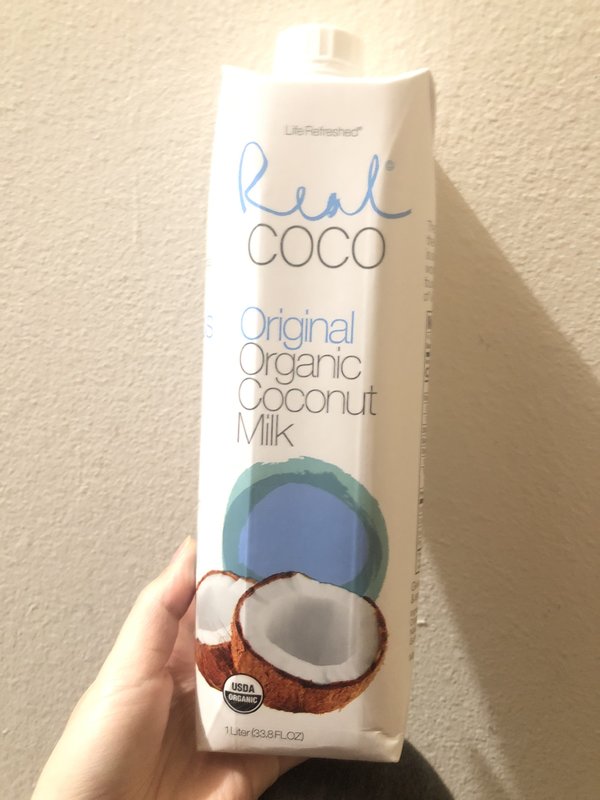 Life Refreshed®
Real®
COCO
Original
Organic
Coconut
Milk
USDA
ORGANIC
1 Liter (33.8 FL.OZ)